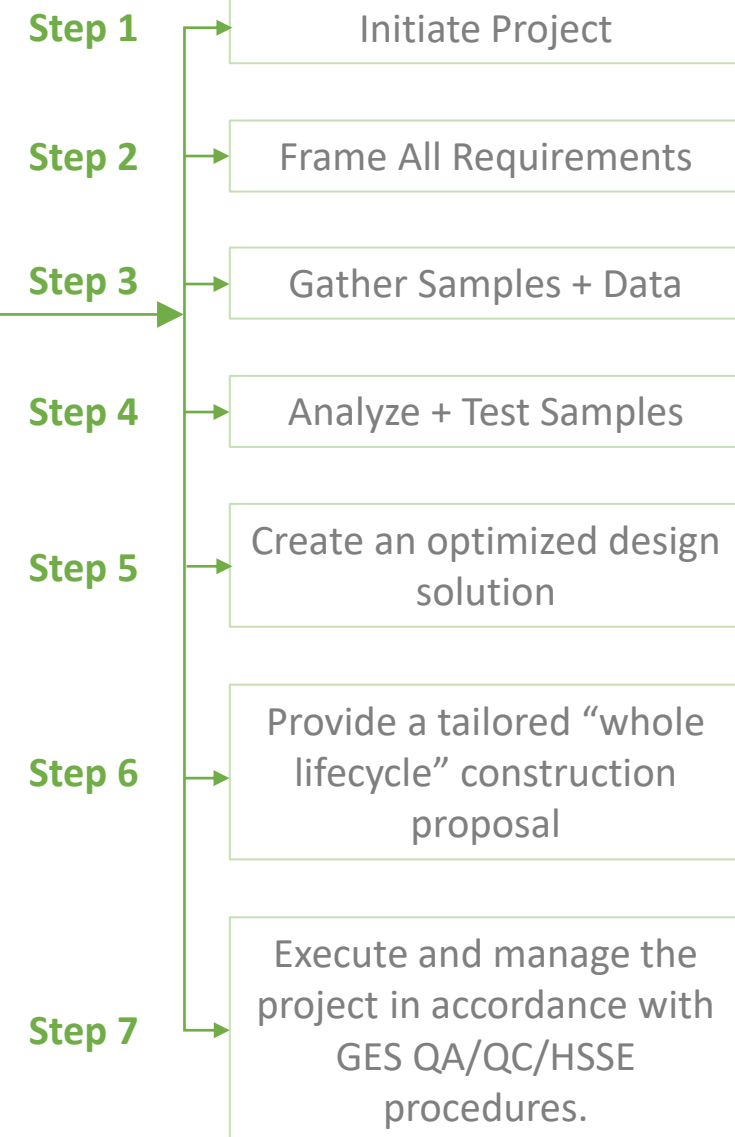 Step 1
Initiate Project
Step 2
Frame All Requirements
Step 3
Gather Samples + Data
Step 4
Analyze + Test Samples
Step 5
Create an optimized design
solution
Step 6
Provide a tailored “whole
lifecycle” construction
proposal
Step 7
Execute and manage the
project in accordance with
GES QA/QC/HSSE
procedures.